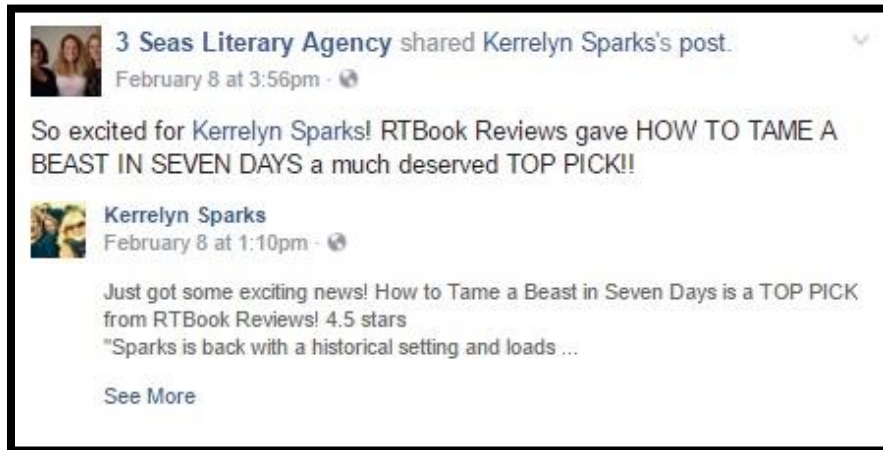 3 Seas Literary Agency shared Kerrelyn Sparks's post.
February 8 at 3:56pm ·
So excited for Kerrelyn Sparks! RTBook Reviews gave HOW TO TAME A
BEAST IN SEVEN DAYS a much deserved TOP PICK!!
Kerrelyn Sparks
February 8 at 1:10pm ·
Just got some exciting news! How to Tame a Beast in Seven Days is a TOP PICK
from RTBook Reviews! 4.5 stars
"Sparks is back with a historical setting and loads ...
See More